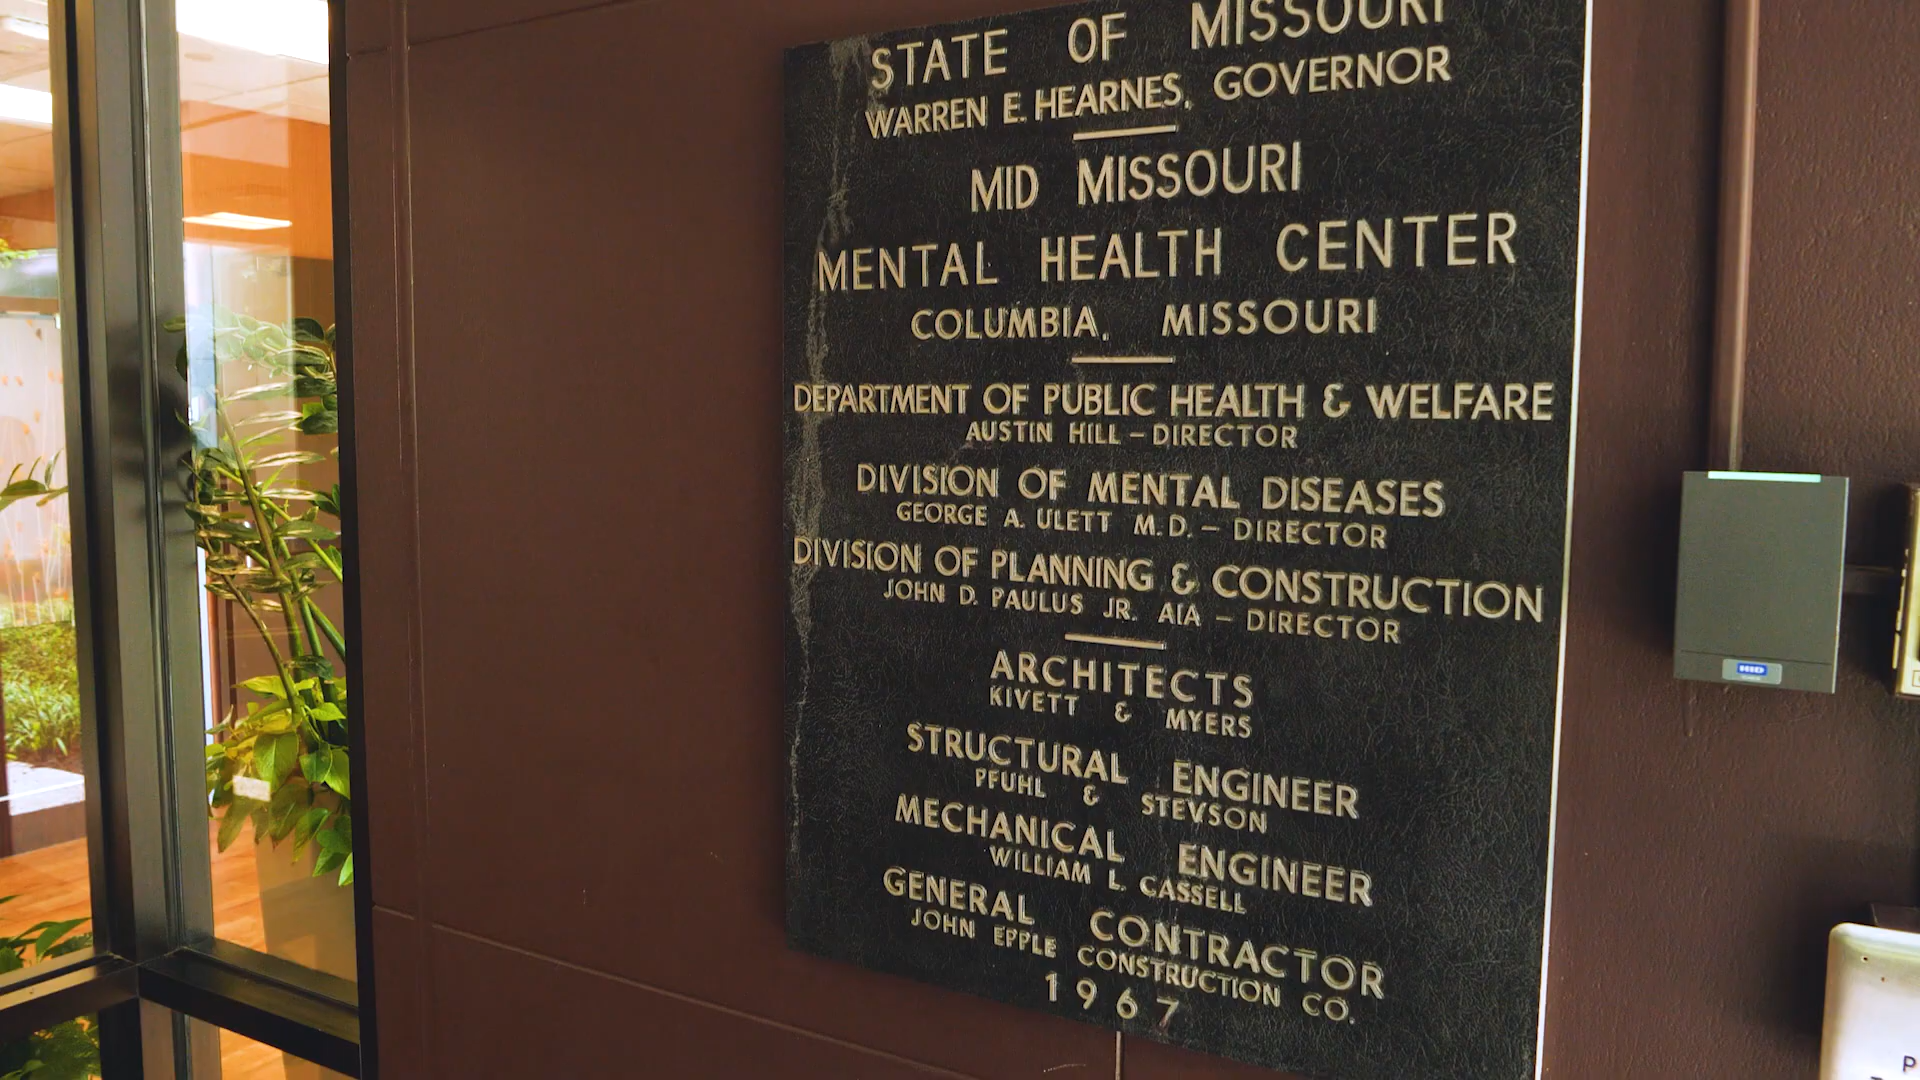 STATE OF MISSOURI
WARREN E. HEARNES, GOVERNOR
MID MISSOURI
MENTAL HEALTH CENTER
COLUMBIA, MISSOURI
DEPARTMENT OF PUBLIC HEALTH & WELFARE
AUSTIN HILL – DIRECTOR
DIVISION OF MENTAL DISEASES
GEORGE A. ULETT M.D. – DIRECTOR
DIVISION OF PLANNING & CONSTRUCTION
JOHN D. PAULUS JR. AIA – DIRECTOR
ARCHITECTS
KIVETT & MYERS
STRUCTURAL ENGINEER
PFUHL & STEVSON
MECHANICAL ENGINEER
WILLIAM L. CASSELL
GENERAL CONTRACTOR
JOHN EPPLE CONSTRUCTION CO.
1967
HID